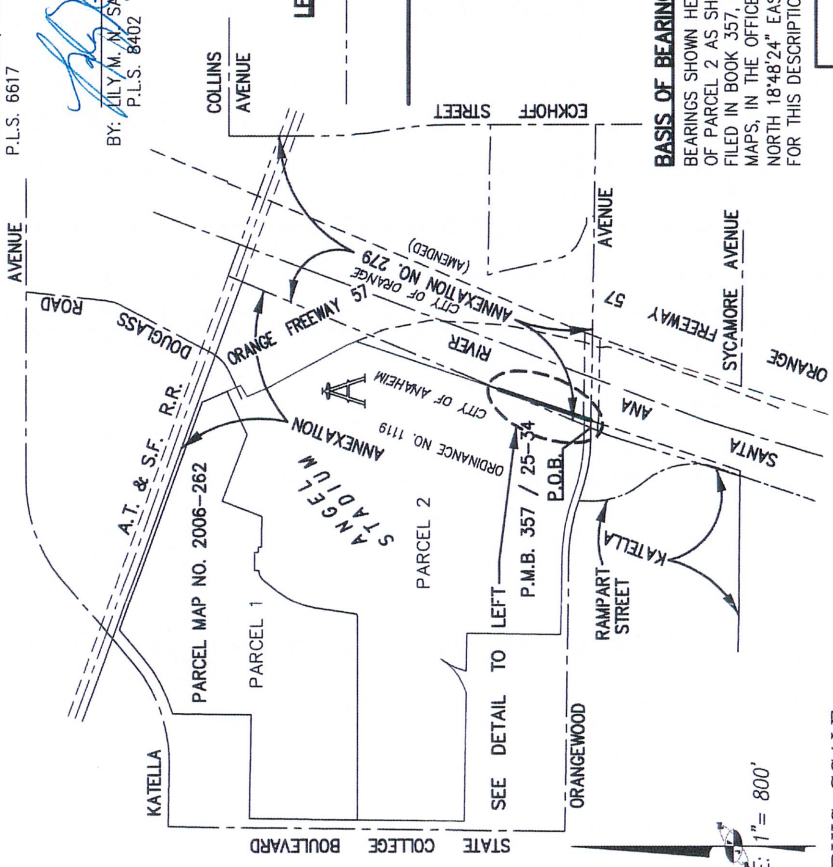 P.L.S. 6617
BY: LILY M. N. SA
P.L.S. 8402
LE
COLLINS
AVENUE
AVENUE
DOUGLASS
ROAD
A.T. & S.F. R.R.
ECKHOFF
STREET
KATELLA
PARCEL MAP NO. 2006-262
PARCEL 1
ANNEXATION
ORANGE FREEWAY 57
ANNEXATION NO. 279
(AMENDED)
CITY OF ORANGE
CITY OF ANAHEIM
ORDINANCE NO. 1119
ANGEL
STADIUM
PARCEL 2
RIVER
ANA
SANTA
BASIS OF BEARING
BEARINGS SHOWN HE
OF PARCEL 2 AS SH
FILED IN BOOK 357,
MAPS, IN THE OFFICE
NORTH 18°48'24" EAS
FOR THIS DESCRIPTION
SEE DETAIL TO LEFT
P.M.B. 357 / 25-34
P.O.B.
AVENUE
ORANGEWOOD
RAMPART
STREET
KATELLA
57
FREEWAY
ORANGE
SYCAMORE AVENUE
STATE
COLLEGE
BOULEVARD
1"= 800'